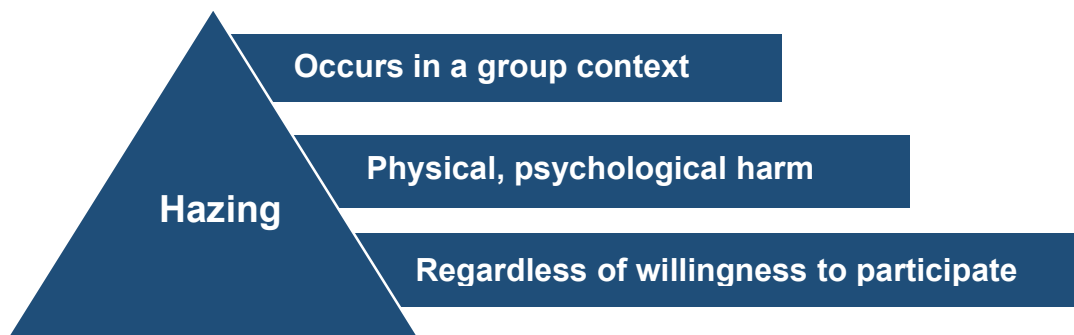 Occurs in a group context
Physical, psychological harm
Hazing
Regardless of willingness to participate